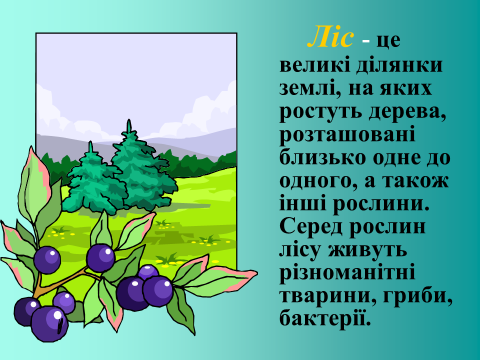 Ліс - це
великі ділянки
землі, на яких
ростуть дерева,
розташовані
близько одне до
одного, а також
інші рослини.
Серед рослин
лісу живуть
різноманітні
тварини, гриби,
бактерії.